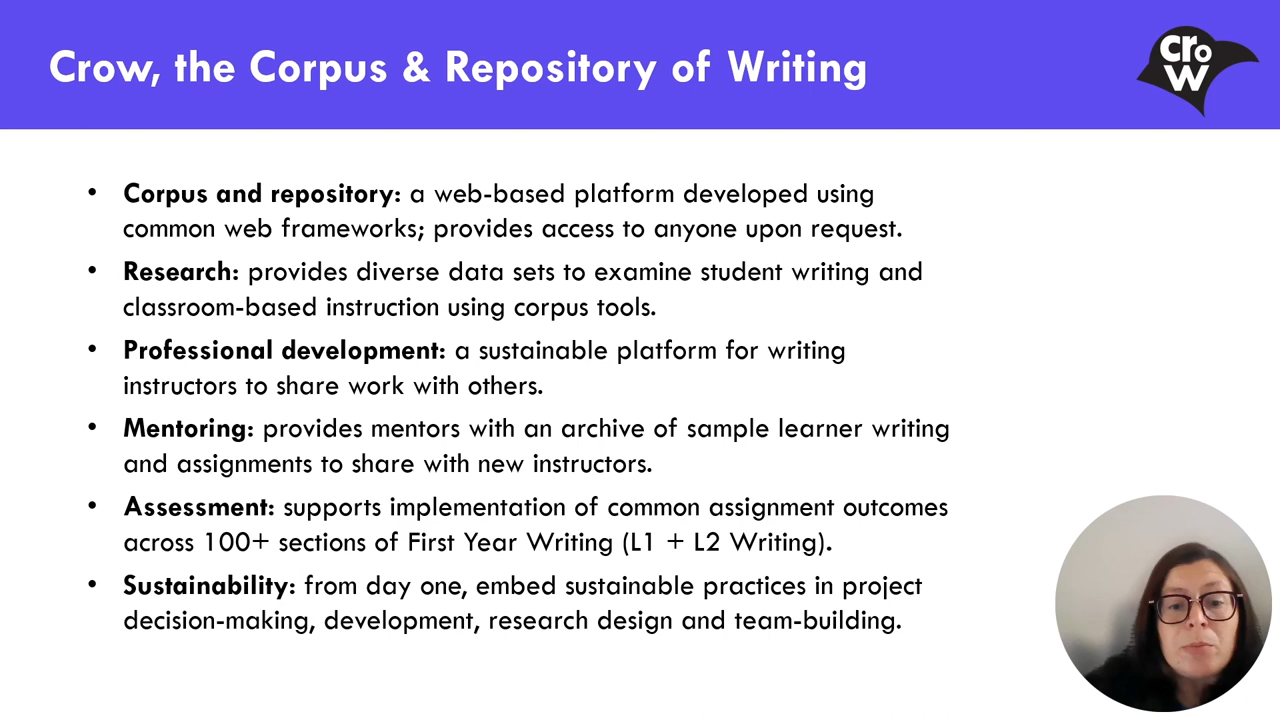 Crow, the Corpus & Repository of Writing
CroW
• Corpus and repository: a web-based platform developed using
common web frameworks; provides access to anyone upon request.
• Research: provides diverse data sets to examine student writing and
classroom-based instruction using corpus tools.
• Professional development: a sustainable platform for writing
instructors to share work with others.
• Mentoring: provides mentors with an archive of sample learner writing
and assignments to share with new instructors.
• Assessment: supports implementation of common assignment outcomes
across 100+ sections of First Year Writing (L1 + L2 Writing).
• Sustainability: from day one, embed sustainable practices in project
decision-making, development, research design and team-building.